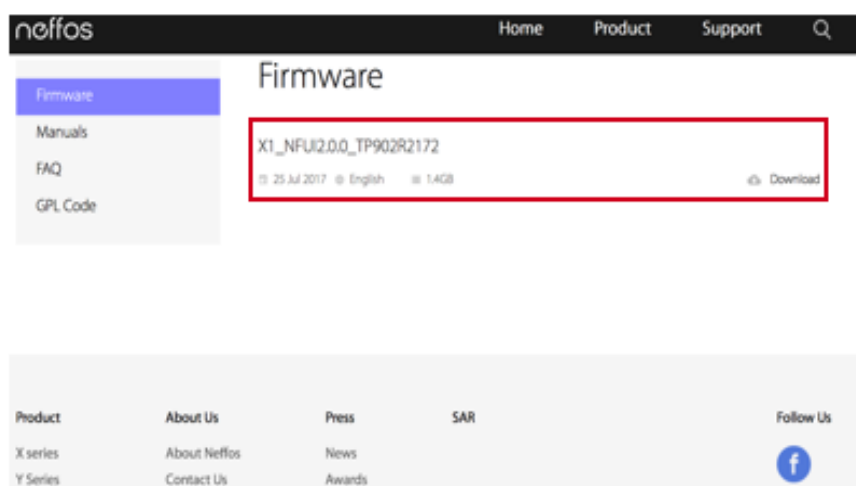 neffos Home Product Support
Firmware
Firmware
Manuals
FAQ
GPL Code
X1_NFUI2.0.0_TP902R2172
25 Jul 2017 English 1.4GB Download
Product About Us Press SAR Follow Us
X series About Neffos News
Y Series Contact Us Awards
f